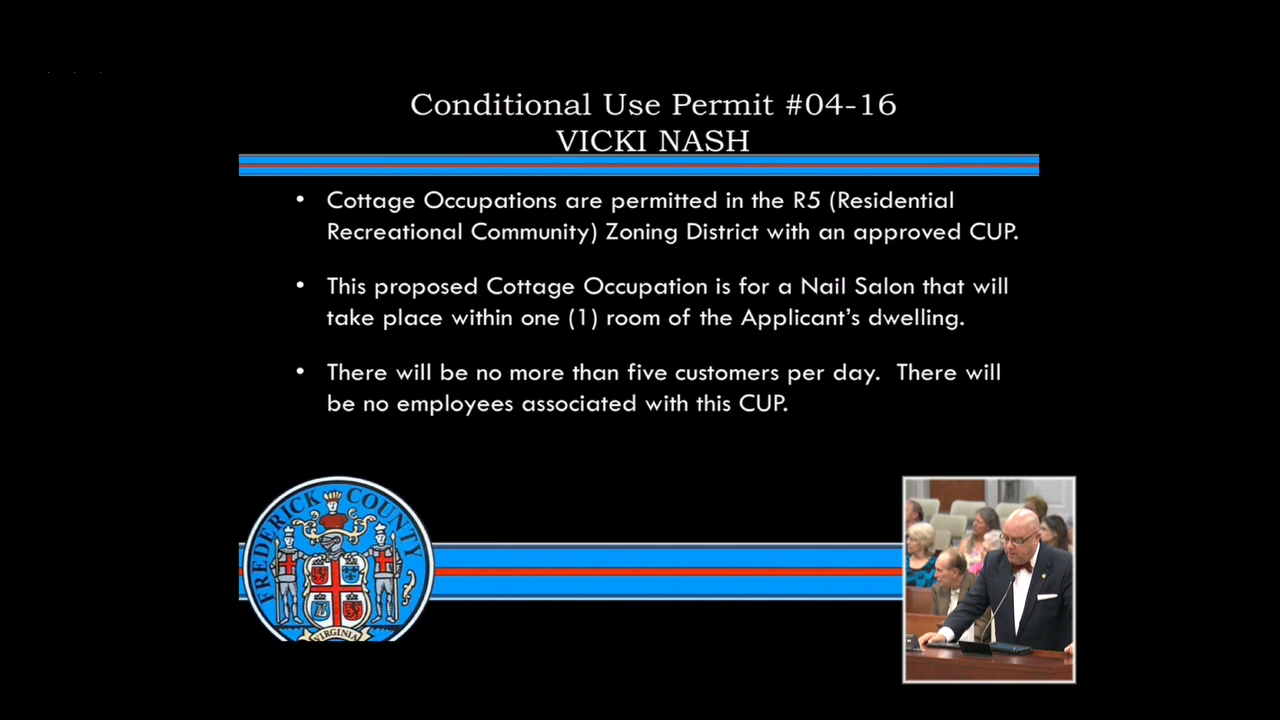 Conditional Use Permit #04-16
VICKI NASH
• Cottage Occupations are permitted in the R5 (Residential
Recreational Community) Zoning District with an approved CUP.
• This proposed Cottage Occupation is for a Nail Salon that will
take place within one (1) room of the Applicant’s dwelling.
• There will be no more than five customers per day.  There will
be no employees associated with this CUP.
FREDERICK COUNTY
VIRGINIA